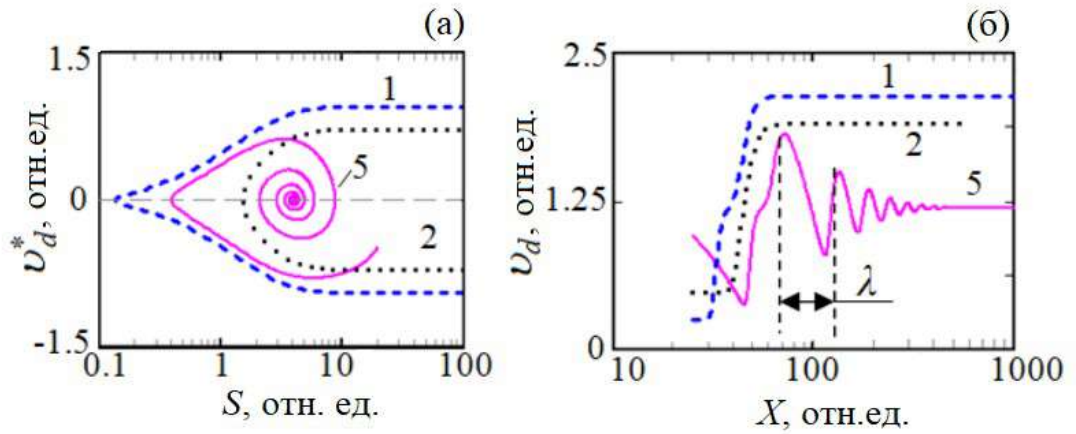 (а)
1.5
1
5
0
2
-1.5
0.1 1 10 100
S, отн. ед.
υ*d, отн.ед.
(б)
2.5
1
2
1.25
5
λ
0
10 100 1000
X, отн.ед.
υd, отн.ед.